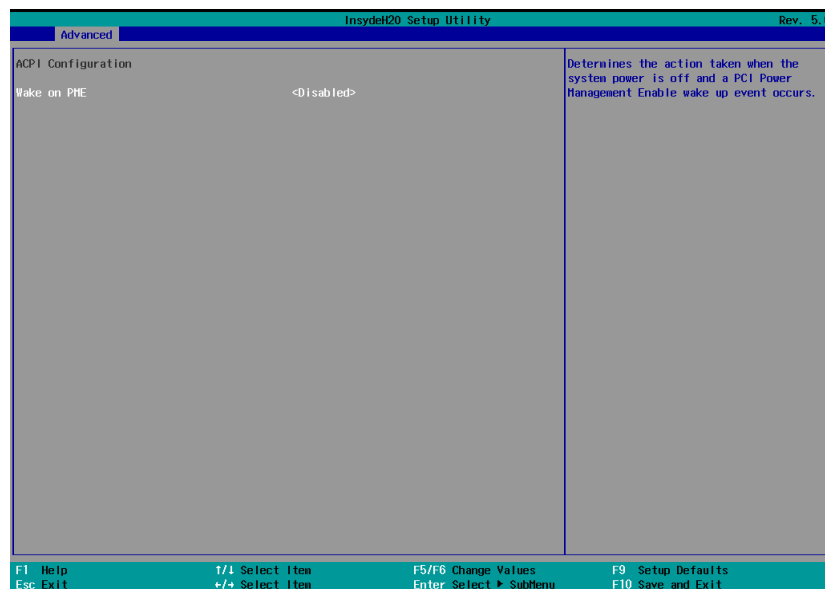 InsydeH20 Setup Utility Rev. 5.
Advanced
ACPI Configuration
Wake on PME <Disabled>
Determines the action taken when the
system power is off and a PCI Power
Management Enable wake up event occurs.
F1 Help ↑/↓ Select Item F5/F6 Change Values F9 Setup Defaults
Esc Exit ←/→ Select Item Enter Select ▶ SubMenu F10 Save and Exit